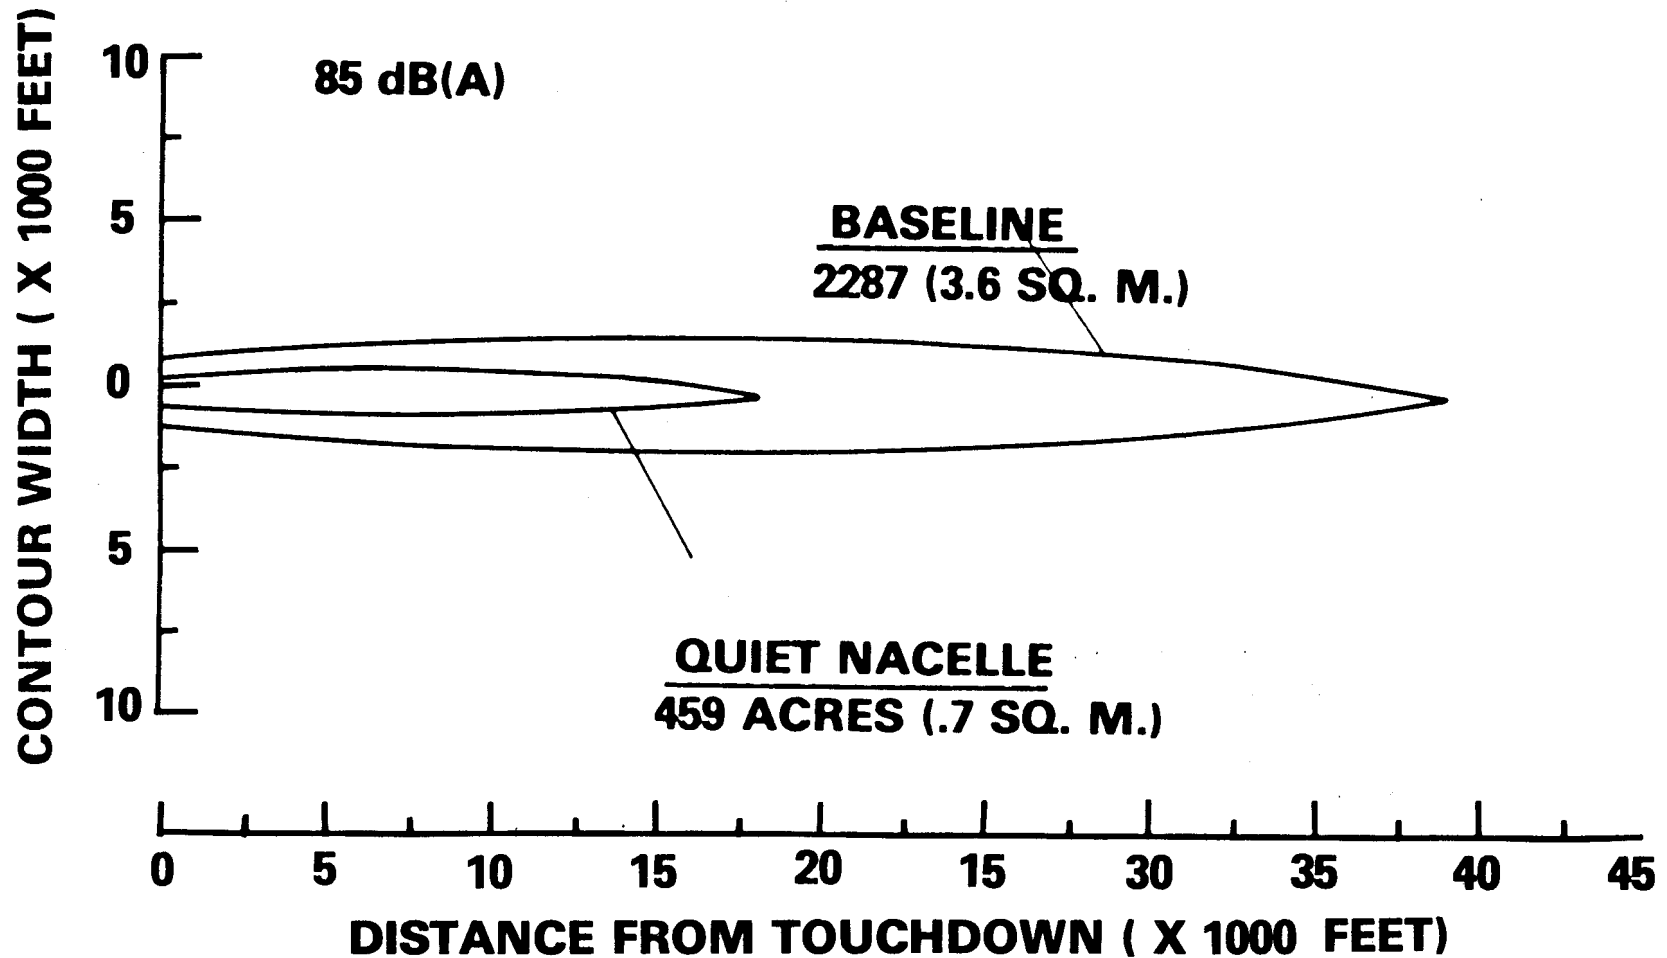 CONTOUR WIDTH ( X 1000 FEET)
10
85 dB(A)
5
BASELINE
2287 (3.6 SQ. M.)
0
5
QUIET NACELLE
10
459 ACRES (.7 SQ. M.)
0 5 10 15 20 15 30 35 40 45
DISTANCE FROM TOUCHDOWN ( X 1000 FEET)